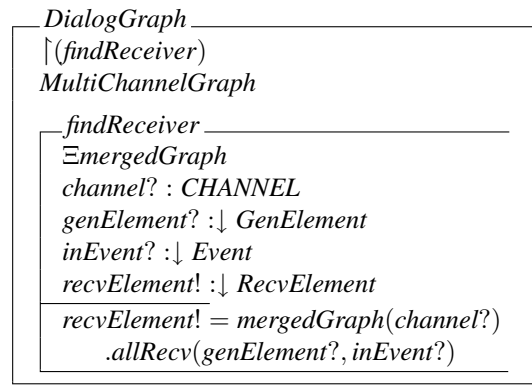 DialogGraph
↾(findReceiver)
MultiChannelGraph
findReceiver
ΞmergedGraph
channel? : CHANNEL
genElement? :↓ GenElement
inEvent? :↓ Event
recvElement! :↓ RecvElement
recvElement! = mergedGraph(channel?)
.allRecv(genElement?, inEvent?)